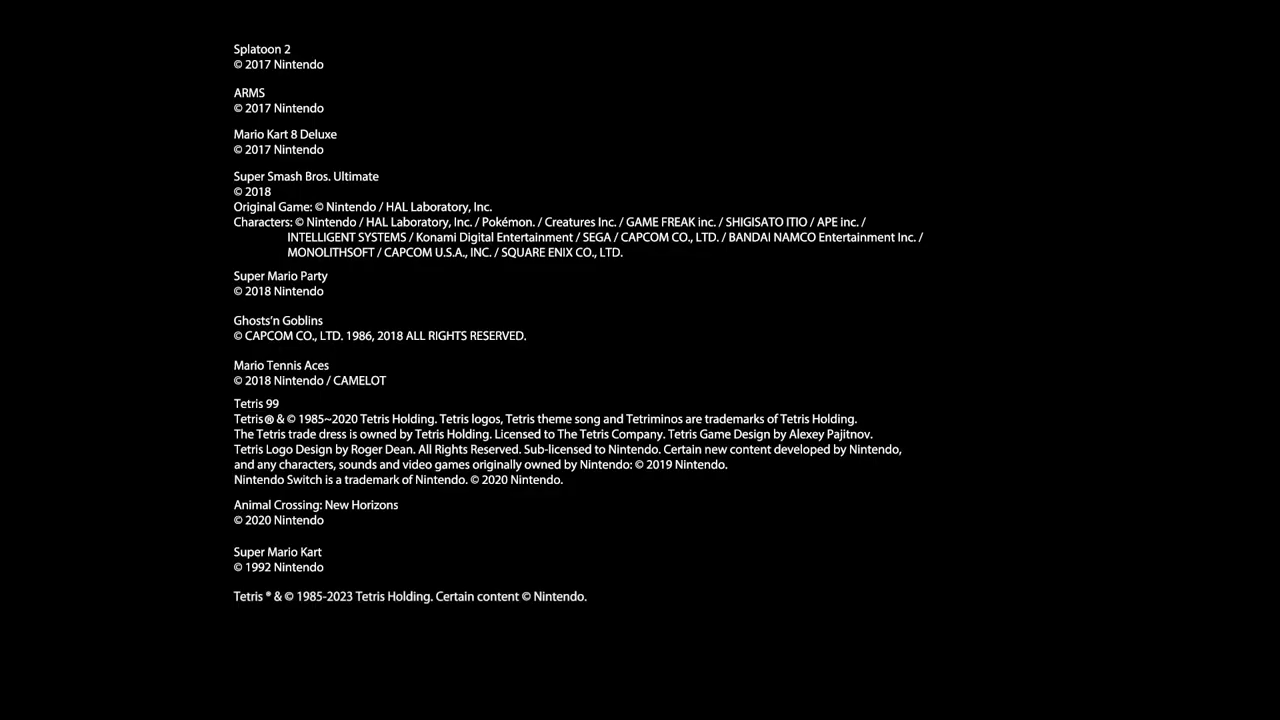 Splatoon 2
© 2017 Nintendo
ARMS
© 2017 Nintendo
Mario Kart 8 Deluxe
© 2017 Nintendo
Super Smash Bros. Ultimate
© 2018
Original Game: © Nintendo / HAL Laboratory, Inc.
Characters: © Nintendo / HAL Laboratory, Inc. / Pokémon. / Creatures Inc. / GAME FREAK inc. / SHIGISATO ITIO / APE inc. /
INTELLIGENT SYSTEMS / Konami Digital Entertainment / SEGA / CAPCOM CO., LTD. / BANDAI NAMCO Entertainment Inc. /
MONOLITHSOFT / CAPCOM U.S.A., INC. / SQUARE ENIX CO., LTD.
Super Mario Party
© 2018 Nintendo
Ghosts’n Goblins
© CAPCOM CO., LTD. 1986, 2018 ALL RIGHTS RESERVED.
Mario Tennis Aces
© 2018 Nintendo / CAMELOT
Tetris 99
Tetris® & © 1985~2020 Tetris Holding. Tetris logos, Tetris theme song and Tetriminos are trademarks of Tetris Holding.
The Tetris trade dress is owned by Tetris Holding. Licensed to The Tetris Company. Tetris Game Design by Alexey Pajitnov.
Tetris Logo Design by Roger Dean. All Rights Reserved. Sub-licensed to Nintendo. Certain new content developed by Nintendo,
and any characters, sounds and video games originally owned by Nintendo: © 2019 Nintendo.
Nintendo Switch is a trademark of Nintendo. © 2020 Nintendo.
Animal Crossing: New Horizons
© 2020 Nintendo
Super Mario Kart
© 1992 Nintendo
Tetris ® & © 1985-2023 Tetris Holding. Certain content © Nintendo.